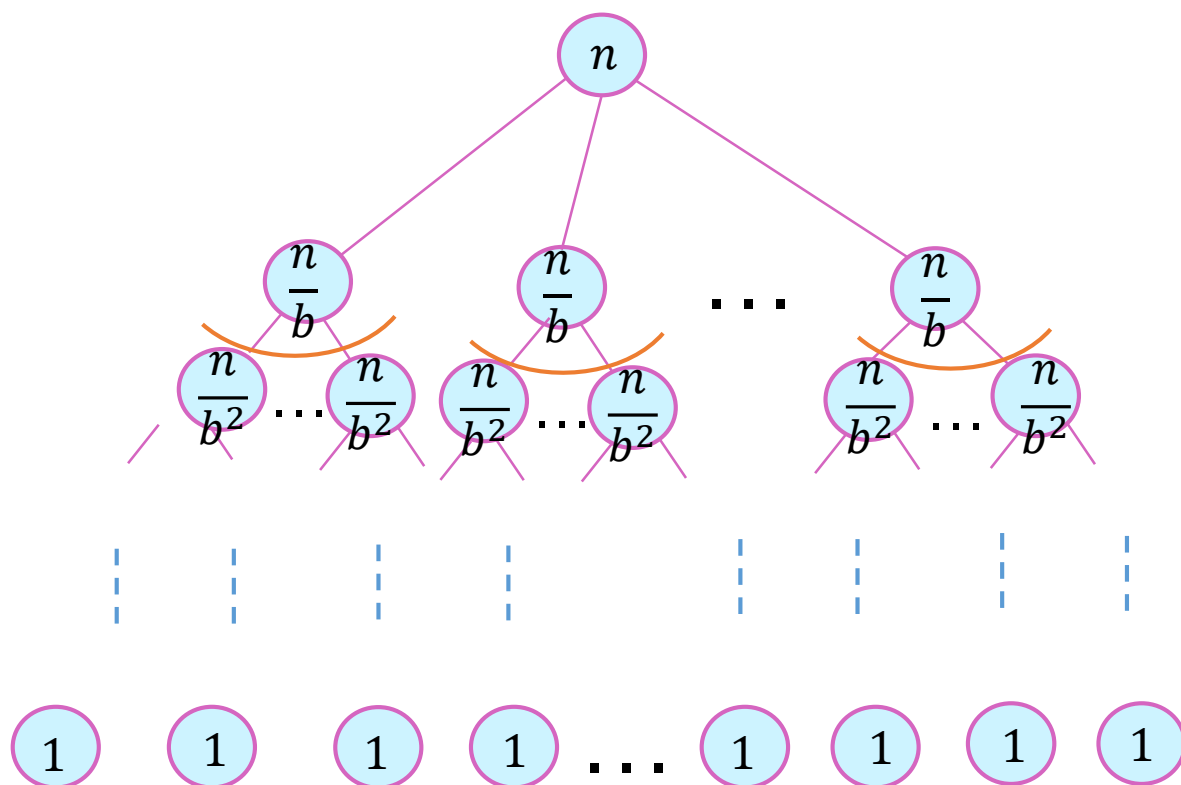 n
n/b n/b ... n/b
n/b² ... n/b² n/b² ... n/b² n/b² ... n/b²
1 1 1 1 ... 1 1 1 1